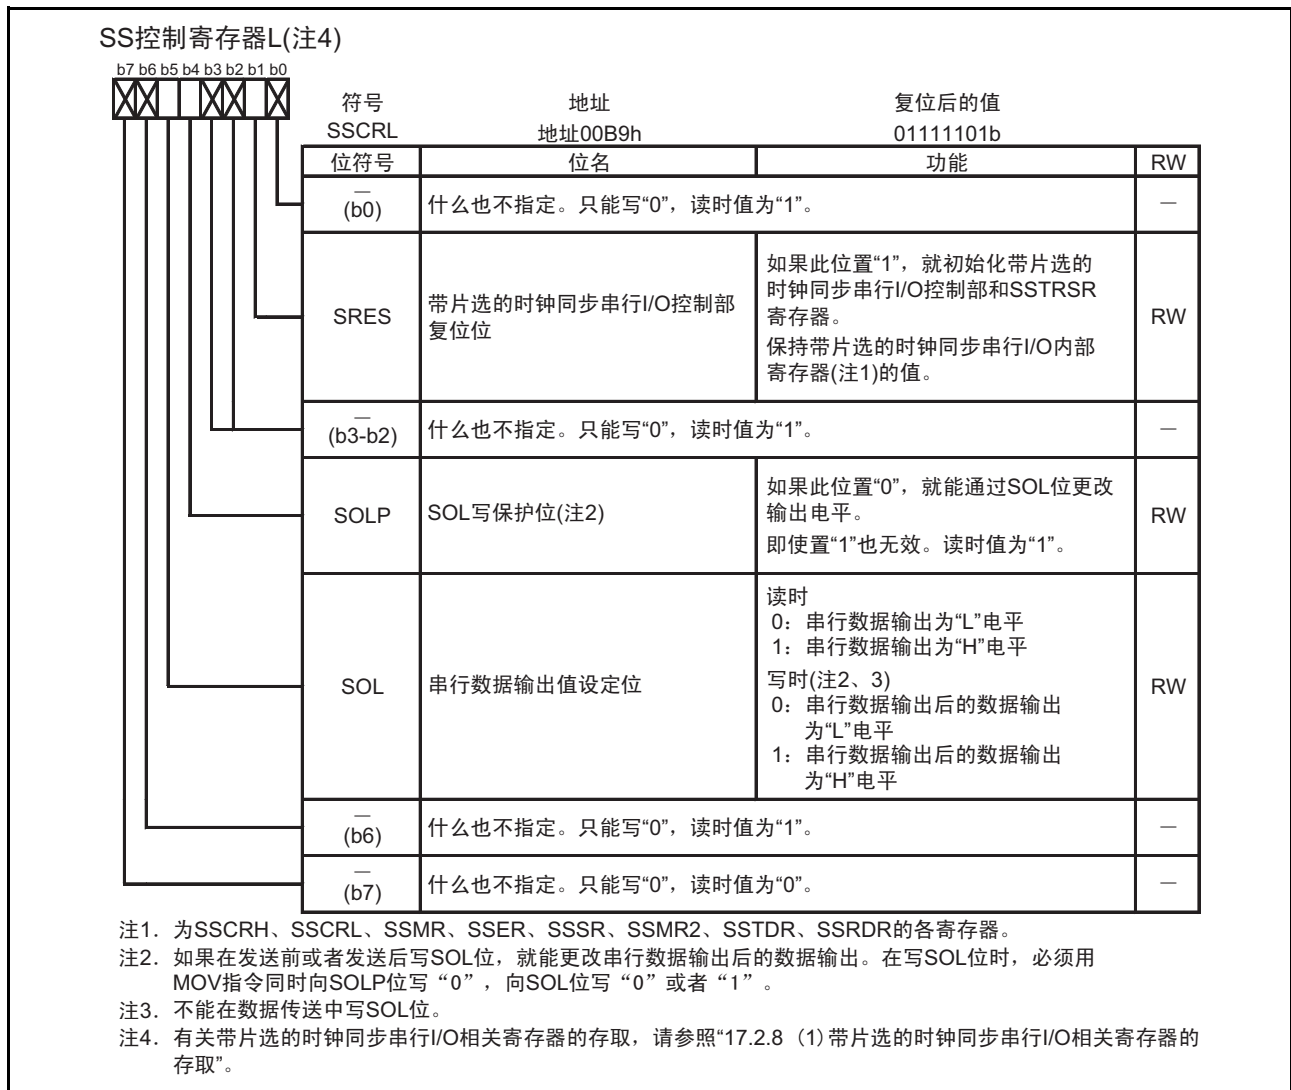 SS控制寄存器L(注4)
b7 b6 b5 b4 b3 b2 b1 b0
符号 地址 复位后的值
SSCRL 地址00B9h 01111101b
位符号 位名 功能 RW
—
(b0) 什么也不指定。只能写“0”，读时值为“1”。 —
SRES 带片选的时钟同步串行I/O控制部
复位位
如果此位置“1”，就初始化带片选的
时钟同步串行I/O控制部和SSTRSR
寄存器。
保持带片选的时钟同步串行I/O内部
寄存器(注1)的值。
RW
—
(b3-b2) 什么也不指定。只能写“0”，读时值为“1”。 —
SOLP SOL写保护位(注2)
如果此位置“0”，就能通过SOL位更改
输出电平。
即使置“1”也无效。读时值为“1”。
RW
SOL 串行数据输出值设定位
读时
0：串行数据输出为“L”电平
1：串行数据输出为“H”电平
写时(注2、3)
0：串行数据输出后的数据输出
为“L”电平
1：串行数据输出后的数据输出
为“H”电平
RW
—
(b6) 什么也不指定。只能写“0”，读时值为“1”。 —
—
(b7) 什么也不指定。只能写“0”，读时值为“0”。 —
注1. 为SSCRH、SSCRL、SSMR、SSER、SSSR、SSMR2、SSTDR、SSRDR的各寄存器。
注2. 如果在发送前或者发送后写SOL位，就能更改串行数据输出后的数据输出。在写SOL位时，必须用
MOV指令同时向SOLP位写“0”，向SOL位写“0”或者“1”。
注3. 不能在数据传送中写SOL位。
注4. 有关带片选的时钟同步串行I/O相关寄存器的存取，请参照“17.2.8（1）带片选的时钟同步串行I/O相关寄存器的
存取”。